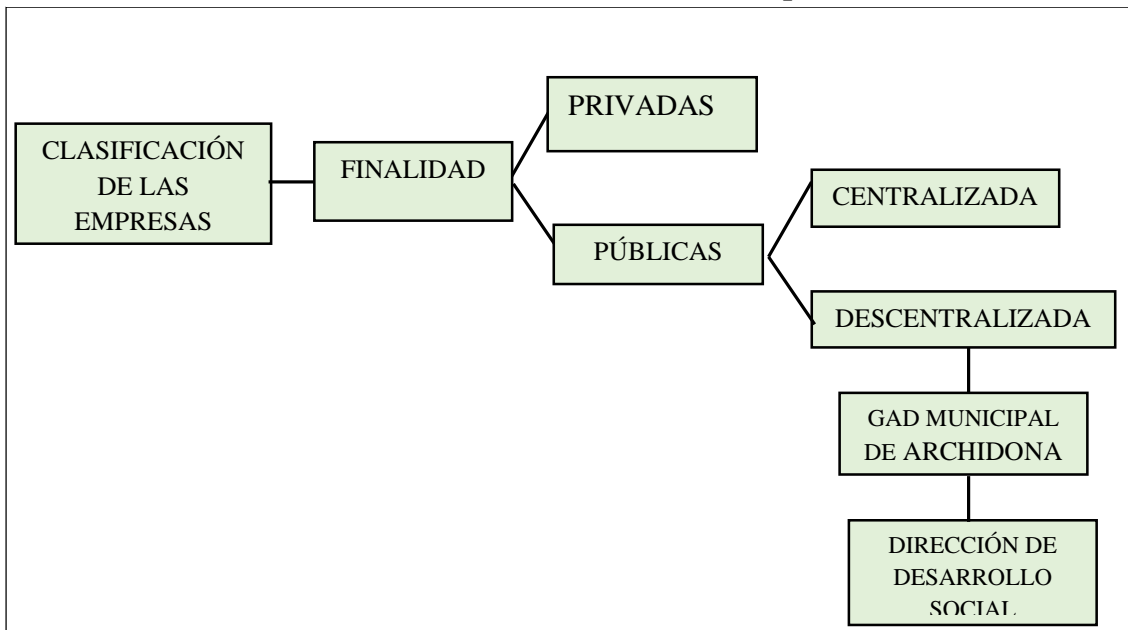 CLASIFICACIÓN
DE LAS
EMPRESAS
FINALIDAD
PRIVADAS
PÚBLICAS
CENTRALIZADA
DESCENTRALIZADA
GAD MUNICIPAL
DE ARCHIDONA
DIRECCIÓN DE
DESARROLLO
SOCIAL